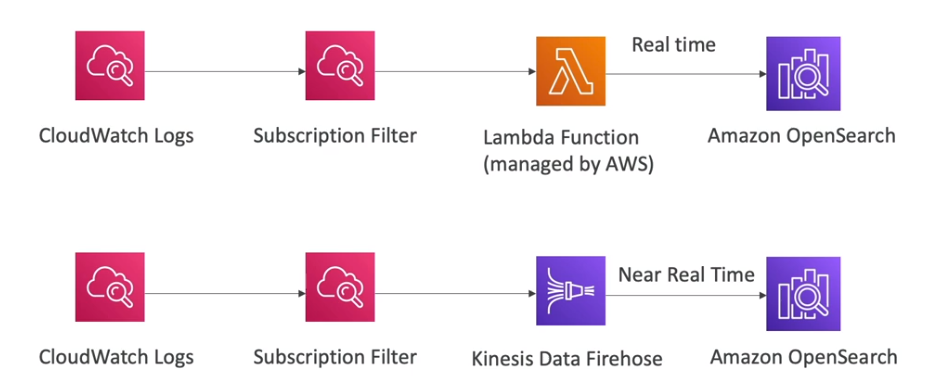 Real time
CloudWatch Logs
Subscription Filter
Lambda Function
(managed by AWS)
Amazon OpenSearch
Near Real Time
CloudWatch Logs
Subscription Filter
Kinesis Data Firehose
Amazon OpenSearch